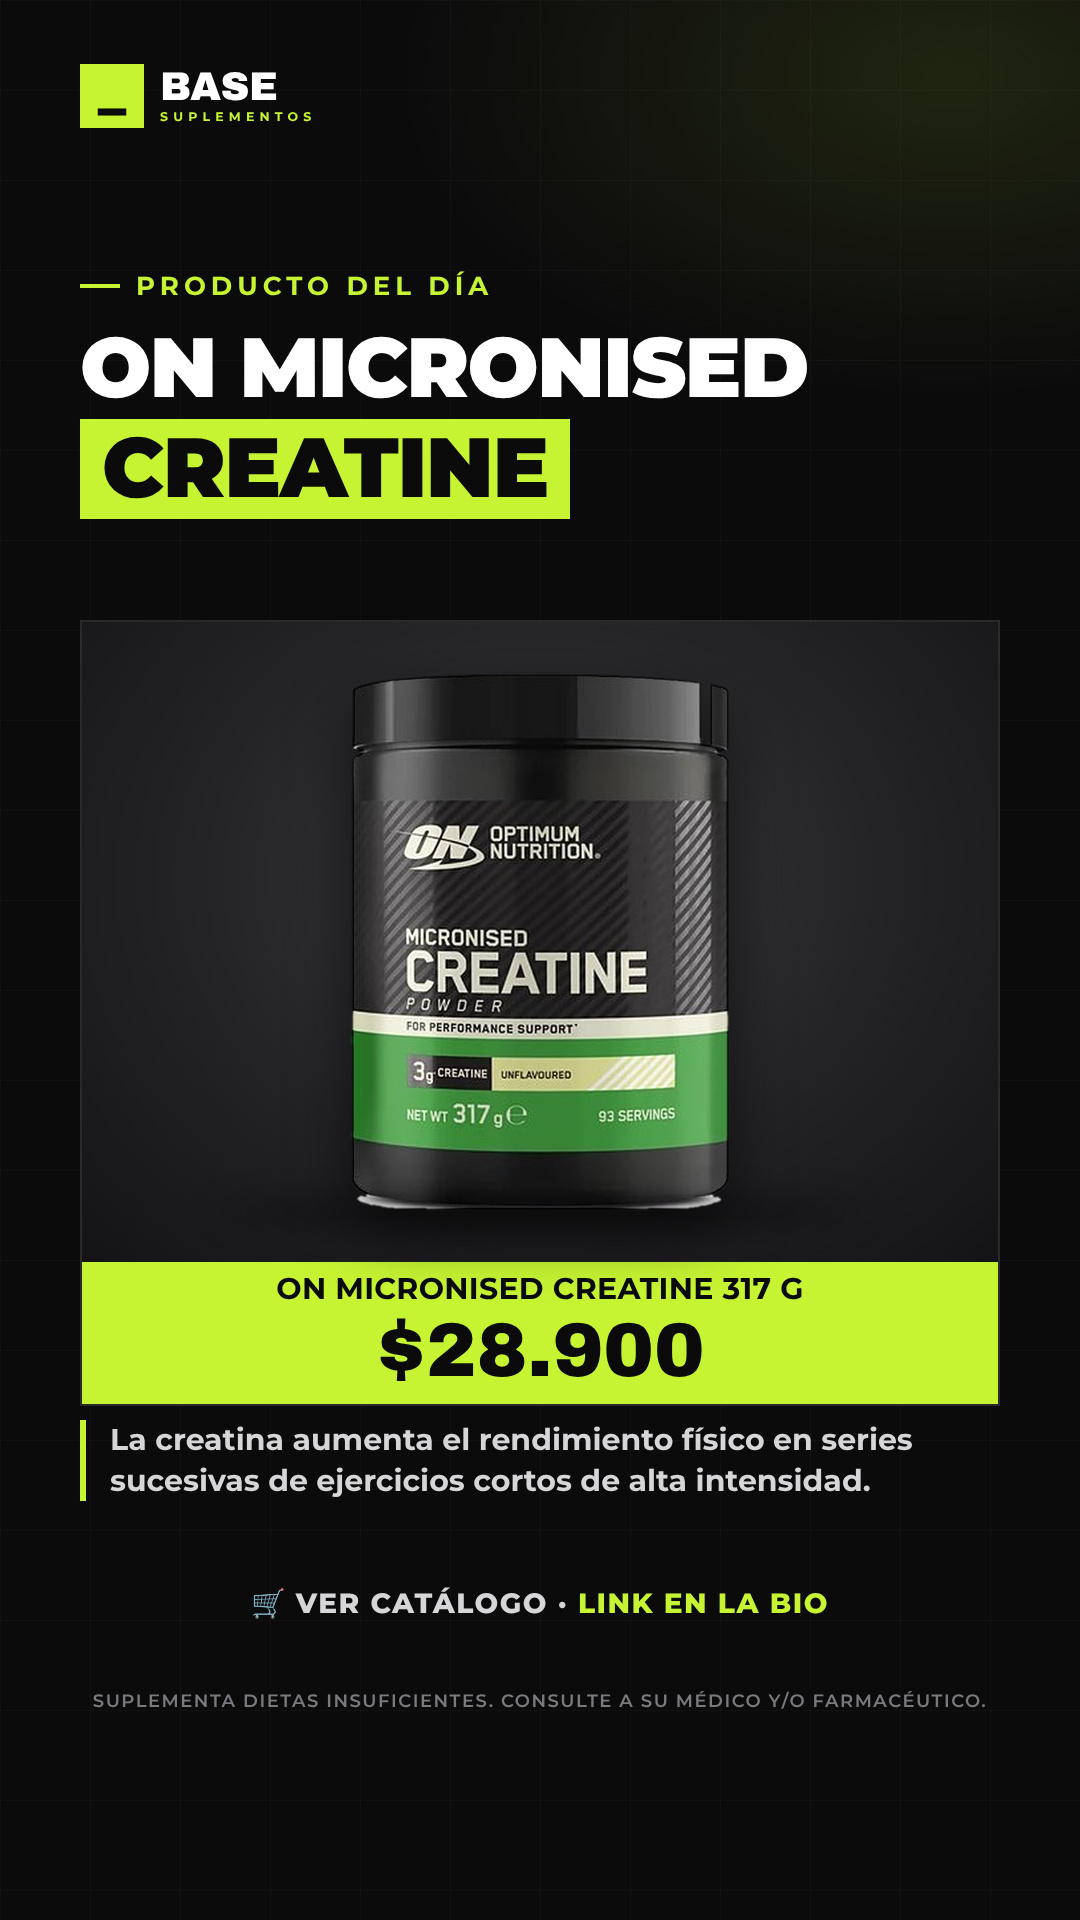 BASE
SUPLEMENTOS
PRODUCTO DEL DÍA
ON MICRONISED
CREATINE
ON OPTIMUM
NUTRITION®
MICRONISED
CREATINE
POWDER
FOR PERFORMANCE SUPPORT*
3g CREATINE UNFLAVOURED
NET WT 317 g ℮ 93 SERVINGS
ON MICRONISED CREATINE 317 G
$28.900
La creatina aumenta el rendimiento físico en series
sucesivas de ejercicios cortos de alta intensidad.
🛒 VER CATÁLOGO · LINK EN LA BIO
SUPLEMENTA DIETAS INSUFICIENTES. CONSULTE A SU MÉDICO Y/O FARMACÉUTICO.